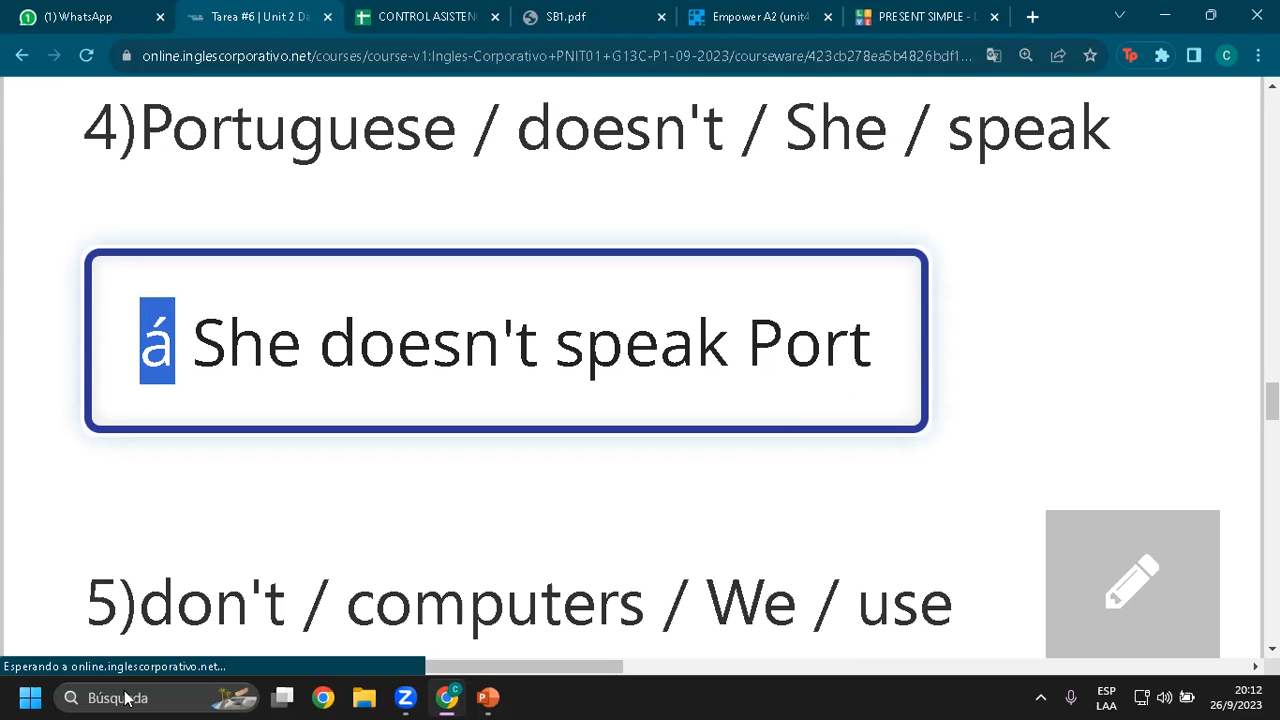 (1) WhatsApp
Tarea #6 | Unit 2 Da
CONTROL ASISTEN
SB1.pdf
Empower A2 (unit4
PRESENT SIMPLE - 
online.inglescorporativo.net/courses/course-v1:Ingles-Corporativo+PNIT01+G13C-P1-09-2023/courseware/423cb278ea5b4826bdf1...
4)Portuguese / doesn't / She / speak
á She doesn't speak Port
5)don't / computers / We / use
Esperando a online.inglescorporativo.net...
Búsqueda
ESP
LAA
20:12
26/9/2023